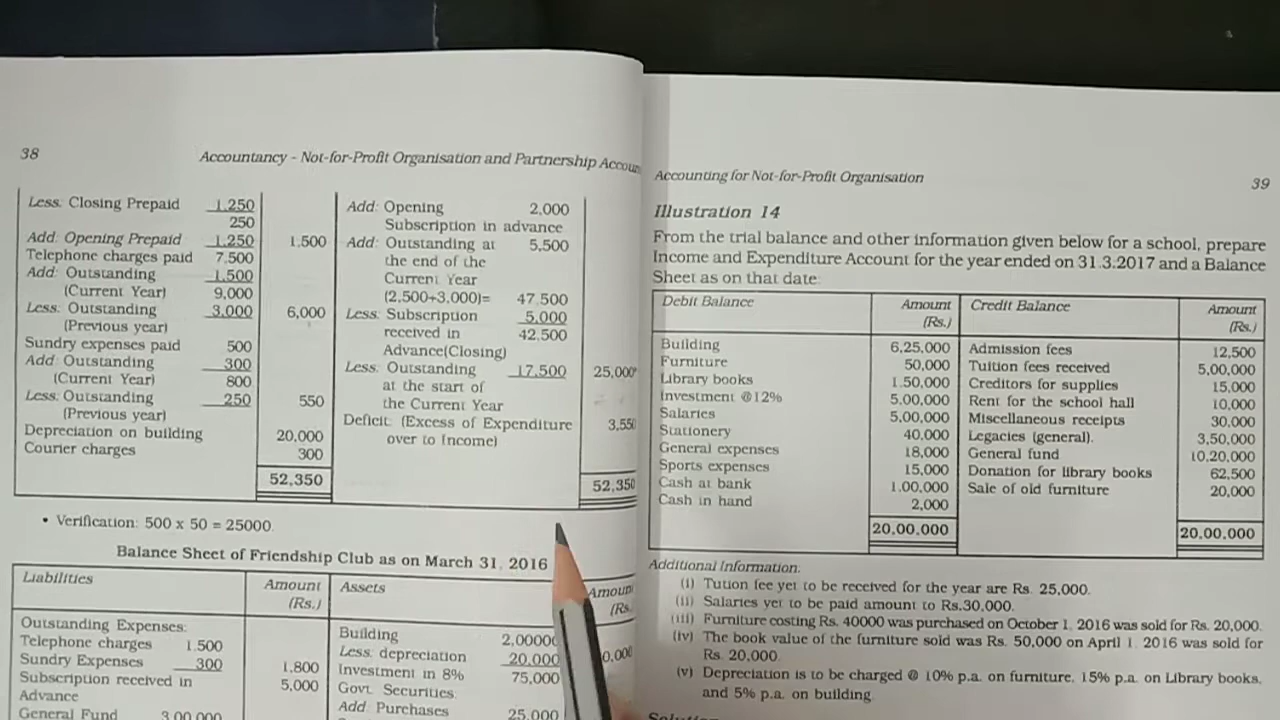 38
Accountancy - Not-for-Profit Organisation and Partnership Accoun
Less: Closing Prepaid 1,250
250
Add: Opening Prepaid 1,250 1,500
Telephone charges paid 7,500
Add: Outstanding 1,500
(Current Year) 9,000
Less: Outstanding 3,000 6,000
(Previous year)
Sundry expenses paid 500
Add: Outstanding 300
(Current Year) 800
Less: Outstanding 250 550
(Previous year)
Depreciation on building 20,000
Courier charges 300
52,350
Add: Opening 2,000
Subscription in advance
Add: Outstanding at 5,500
the end of the
Current Year
(2,500+3,000)= 47,500
Less: Subscription 5,000
received in 42,500
Advance(Closing)
Less: Outstanding 17,500 25,000*
at the start of
the Current Year
Deficit: (Excess of Expenditure 3,550
over to Income)
52,350
• Verification: 500 x 50 = 25000.
Balance Sheet of Friendship Club as on March 31, 2016
Liabilities Amount Assets Amoun
(Rs.) (Rs.
Outstanding Expenses:
Telephone charges 1,500
Sundry Expenses 300 1,800
Subscription received in 5,000
Advance
General Fund 3,00,000
Building 2,00000
Less: depreciation 20,000 0,000
Investment in 8% 75,000
Govt. Securities
Add: Purchases 25,000
Accounting for Not-for-Profit Organisation
39
Illustration 14
From the trial balance and other information given below for a school, prepare
Income and Expenditure Account for the year ended on 31.3.2017 and a Balance
Sheet as on that date:
Debit Balance Amount Credit Balance Amount
(Rs.) (Rs.)
Building 6,25,000 Admission fees 12,500
Furniture 50,000 Tuition fees received 5,00,000
Library books 1,50,000 Creditors for supplies 15,000
Investment @12% 5,00,000 Rent for the school hall 10,000
Salaries 5,00,000 Miscellaneous receipts 30,000
Stationery 40,000 Legacies (general). 3,50,000
General expenses 18,000 General fund 10,20,000
Sports expenses 15,000 Donation for library books 62,500
Cash at bank 1,00,000 Sale of old furniture 20,000
Cash in hand 2,000
20,00,000 20,00,000
Additional Information:
(i) Tution fee yet to be received for the year are Rs. 25,000.
(ii) Salaries yet to be paid amount to Rs.30,000.
(iii) Furniture costing Rs. 40000 was purchased on October 1, 2016 was sold for Rs. 20,000.
(iv) The book value of the furniture sold was Rs. 50,000 on April 1, 2016 was sold for
Rs. 20,000.
(v) Depreciation is to be charged @ 10% p.a. on furniture, 15% p.a. on Library books,
and 5% p.a. on building.